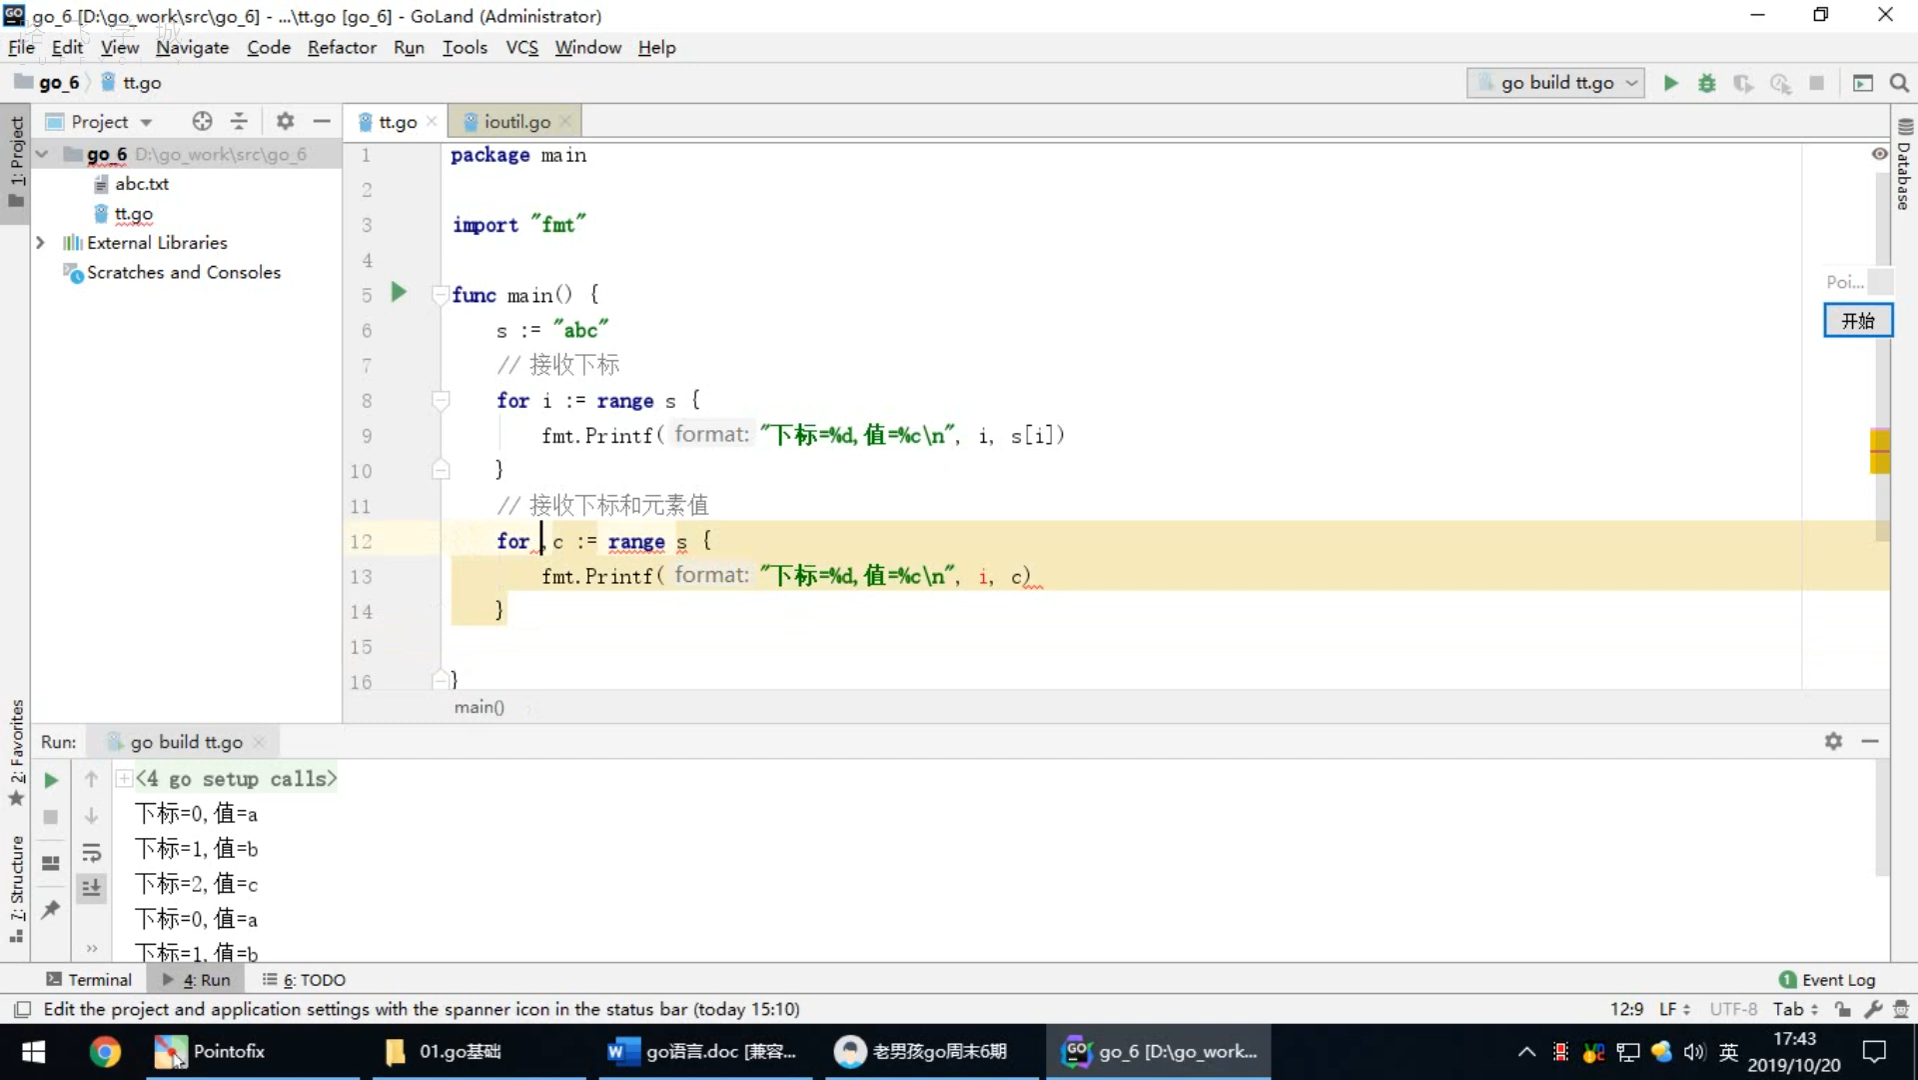 go_6 [D:\go_work\src\go_6] - ...\tt.go [go_6] - GoLand (Administrator)
File Edit View Navigate Code Refactor Run Tools VCS Window Help
go_6 tt.go
go build tt.go
1: Project
Project
tt.go
ioutil.go
Database
go_6 D:\go_work\src\go_6
abc.txt
tt.go
External Libraries
Scratches and Consoles
1 package main
2
3 import "fmt"
4
5 func main() {
6 s := "abc"
7 // 接收下标
8 for i := range s {
9 fmt.Printf( format: "下标=%d,值=%c\n", i, s[i])
10 }
11 // 接收下标和元素值
12 for ,c := range s {
13 fmt.Printf( format: "下标=%d,值=%c\n", i, c)
14 }
15
16 }
main()
Poi...
开始
2: Favorites
7: Structure
Run: go build tt.go
<4 go setup calls>
下标=0,值=a
下标=1,值=b
下标=2,值=c
下标=0,值=a
下标=1,值=b
Terminal 4: Run 6: TODO
1 Event Log
Edit the project and application settings with the spanner icon in the status bar (today 15:10)
12:9 LF UTF-8 Tab
Pointofix
01.go基础
go语言.doc [兼容...
老男孩go周末6期
go_6 [D:\go_work...
英
17:43
2019/10/20